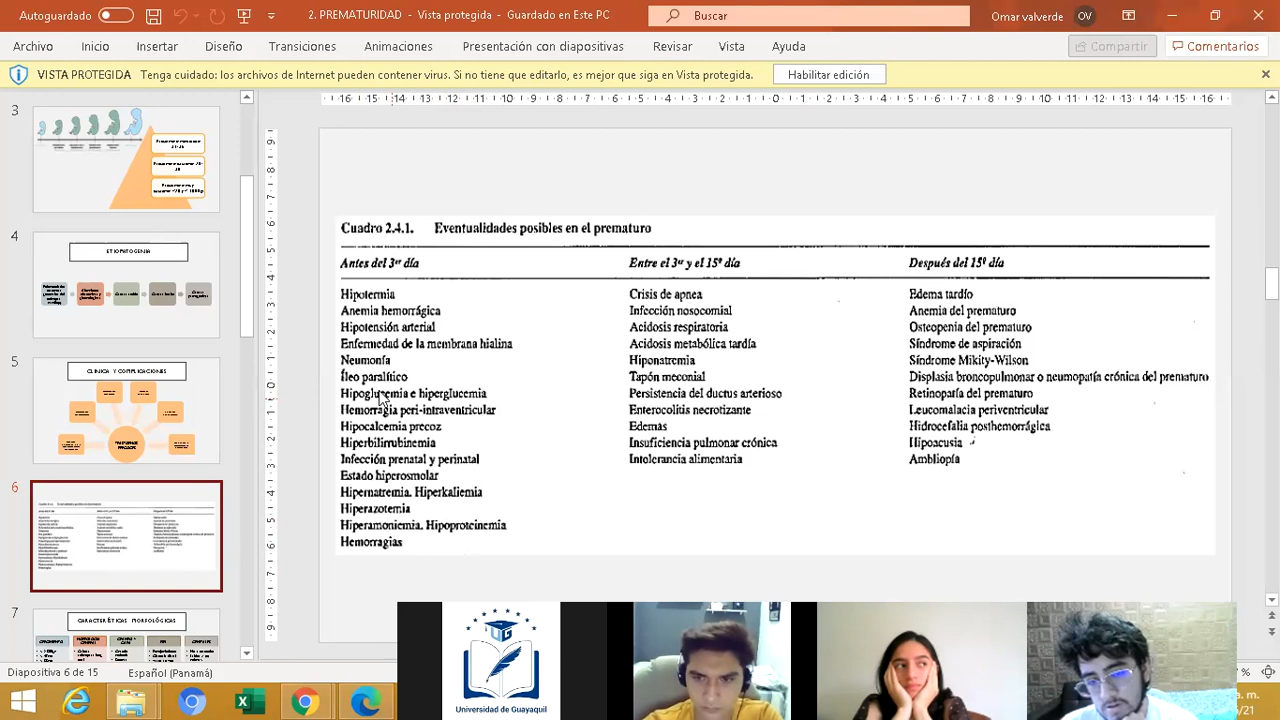 Autoguardado
2. PREMATURIDAD - Vista protegida - Guardado en Este PC
Buscar
Omar valverde
OV
Archivo
Inicio
Insertar
Diseño
Transiciones
Animaciones
Presentación con diapositivas
Revisar
Vista
Ayuda
Compartir
Comentarios
VISTA PROTEGIDA Tenga cuidado: los archivos de Internet pueden contener virus. Si no tiene que editarlo, es mejor que siga en Vista protegida.
Habilitar edición
3
4
ETIOPATOGENIA
CLINICA Y COMPLICACIONES
6
7
CARACTERÍSTICAS MORFOLÓGICAS
Cuadro 2.4.1. Eventualidades posibles en el prematuro
Antes del 3er día
Entre el 3er y el 15º día
Después del 15º día
Hipotermia
Crisis de apnea
Edema tardío
Anemia hemorrágica
Infección nosocomial
Anemia del prematuro
Hipotensión arterial
Acidosis respiratoria
Osteopenia del prematuro
Enfermedad de la membrana hialina
Acidosis metabólica tardía
Síndrome de aspiración
Neumonía
Hiponatremia
Síndrome Mikity-Wilson
Íleo paralítico
Tapón meconial
Displasia broncopulmonar o neumopatía crónica del prematuro
Hipoglucemia e hiperglucemia
Persistencia del ductus arterioso
Retinopatía del prematuro
Hemorragia peri-intraventricular
Enterocolitis necrotizante
Leucomalacia periventricular
Hipocalcemia precoz
Edemas
Hidrocefalia posthemorrágica
Hiperbilirrubinemia
Insuficiencia pulmonar crónica
Hipoacusia
Infección prenatal y perinatal
Intolerancia alimentaria
Ambliopía
Estado hiperosmolar
Hipernatremia. Hiperkaliemia
Hiperazotemia
Hiperamoniemia. Hipoproteinemia
Hemorragias
Universidad de Guayaquil
Diapositiva 6 de 15
Español (Panamá)